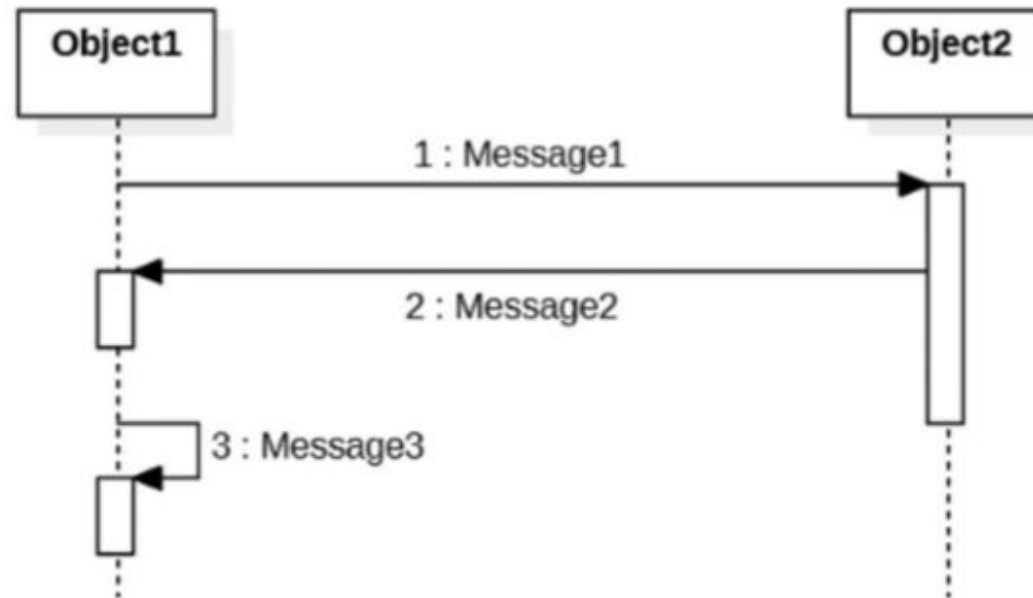 Object1
Object2
1 : Message1
2 : Message2
3 : Message3